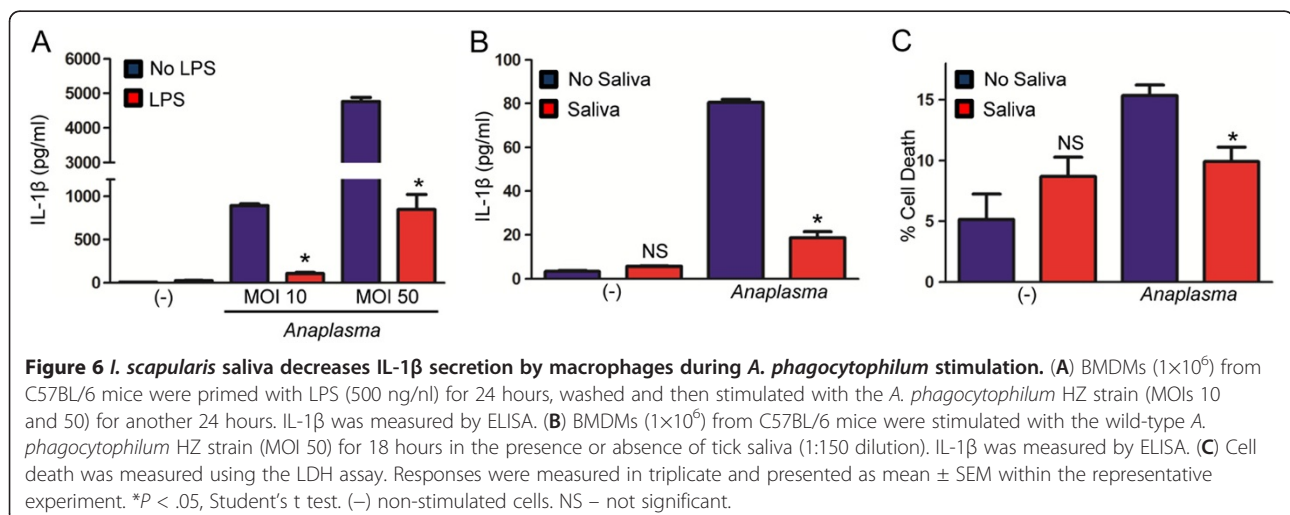 A
B
C
IL-1β (pg/ml)
6000
5000
4000
3000
1000
500
0
No LPS
LPS
*
*
(-)
MOI 10
MOI 50
Anaplasma
IL-1β (pg/ml)
100
80
60
40
20
0
No Saliva
Saliva
NS
*
(-)
Anaplasma
% Cell Death
15
10
5
0
No Saliva
Saliva
NS
*
(-)
Anaplasma
Figure 6 I. scapularis saliva decreases IL-1β secretion by macrophages during A. phagocytophilum stimulation. (A) BMDMs (1×10⁶) from
C57BL/6 mice were primed with LPS (500 ng/nl) for 24 hours, washed and then stimulated with the A. phagocytophilum HZ strain (MOIs 10
and 50) for another 24 hours. IL-1β was measured by ELISA. (B) BMDMs (1×10⁶) from C57BL/6 mice were stimulated with the wild-type A.
phagocytophilum HZ strain (MOI 50) for 18 hours in the presence or absence of tick saliva (1:150 dilution). IL-1β was measured by ELISA. (C) Cell
death was measured using the LDH assay. Responses were measured in triplicate and presented as mean ± SEM within the representative
experiment. *P < .05, Student's t test. (−) non-stimulated cells. NS – not significant.